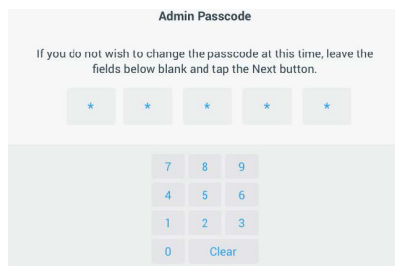 Admin Passcode
If you do not wish to change the passcode at this time, leave the
fields below blank and tap the Next button.
* * * * *
7 8 9
4 5 6
1 2 3
0 Clear